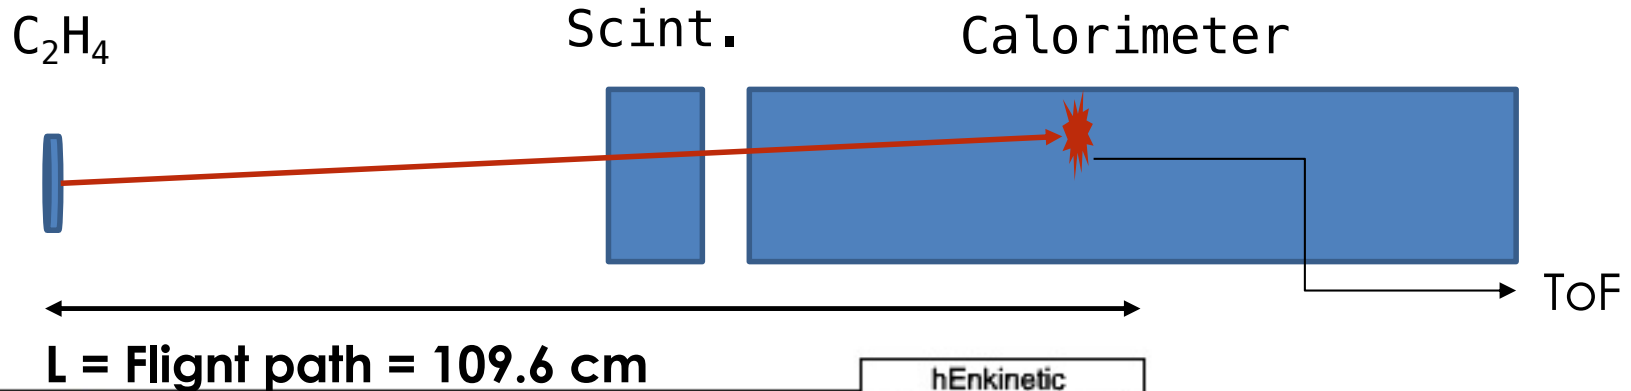 C₂H₄ Scint. Calorimeter
ToF
L = Flignt path = 109.6 cm
hEnkinetic